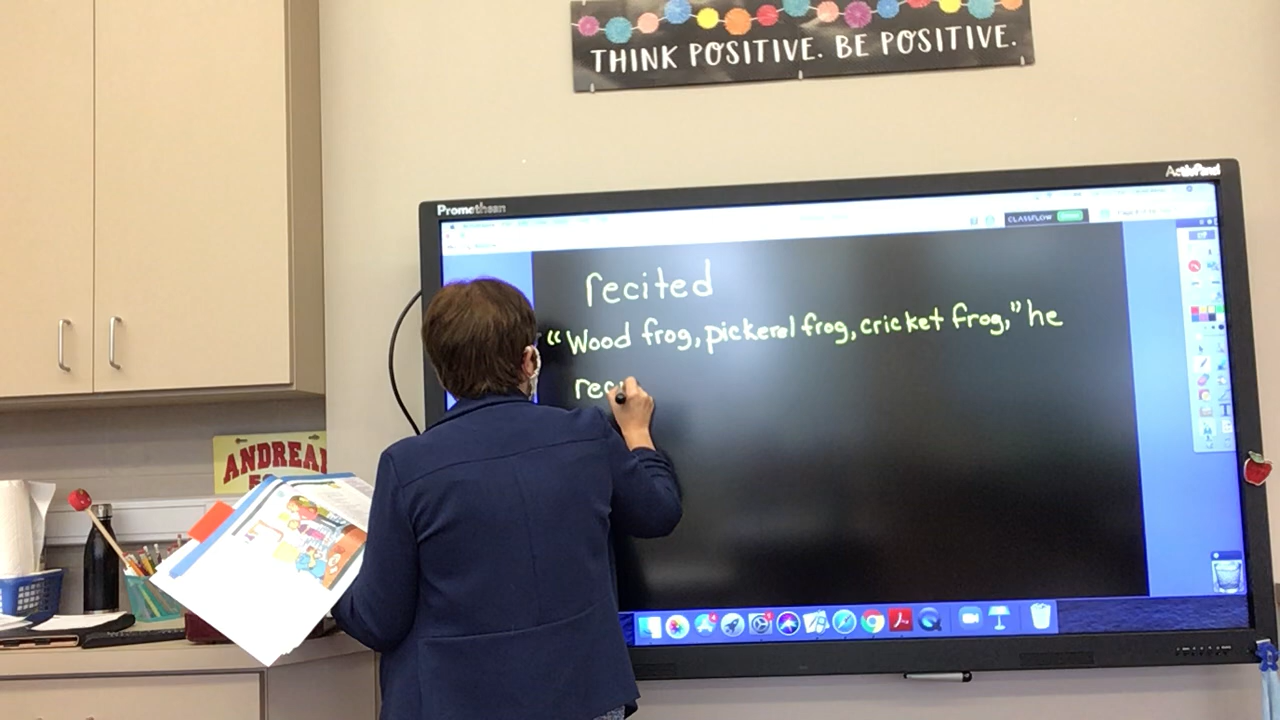 THINK POSITIVE. BE POSITIVE.
Promethean
ActivPanel
CLASSFLOW
recited
"Wood frog, pickerel frog, cricket frog," he
rec
ANDREA